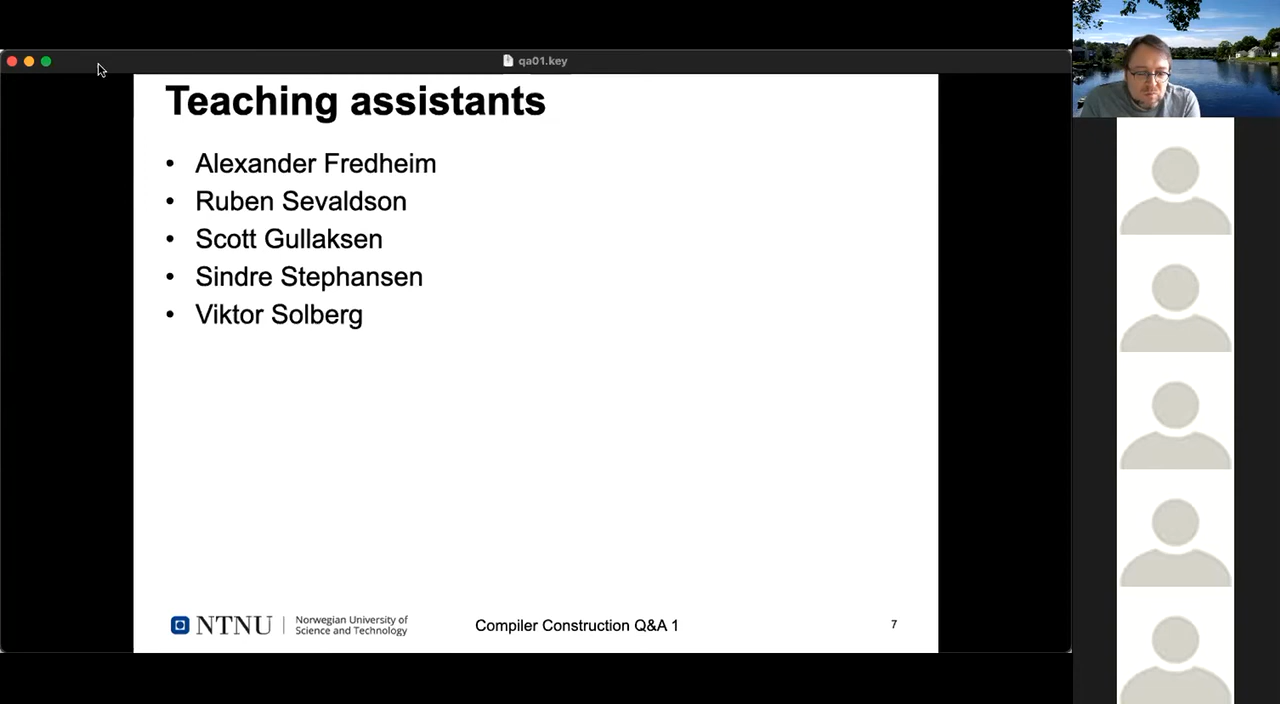 qa01.key
Teaching assistants
• Alexander Fredheim
• Ruben Sevaldson
• Scott Gullaksen
• Sindre Stephansen
• Viktor Solberg
NTNU
Norwegian University of
Science and Technology
Compiler Construction Q&A 1
7